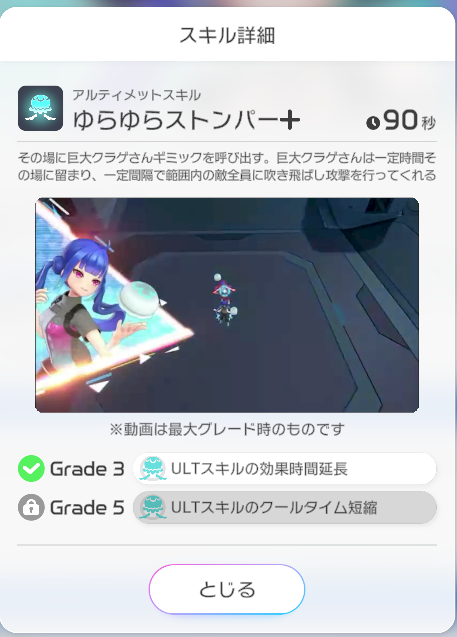 スキル詳細
アルティメットスキル
ゆらゆらストンパー＋
90秒
その場に巨大クラゲさんギミックを呼び出す。巨大クラゲさんは一定時間そ
の場に留まり、一定間隔で範囲内の敵全員に吹き飛ばし攻撃を行ってくれる
※動画は最大グレード時のものです
Grade 3 ULTスキルの効果時間延長
Grade 5 ULTスキルのクールタイム短縮
とじる